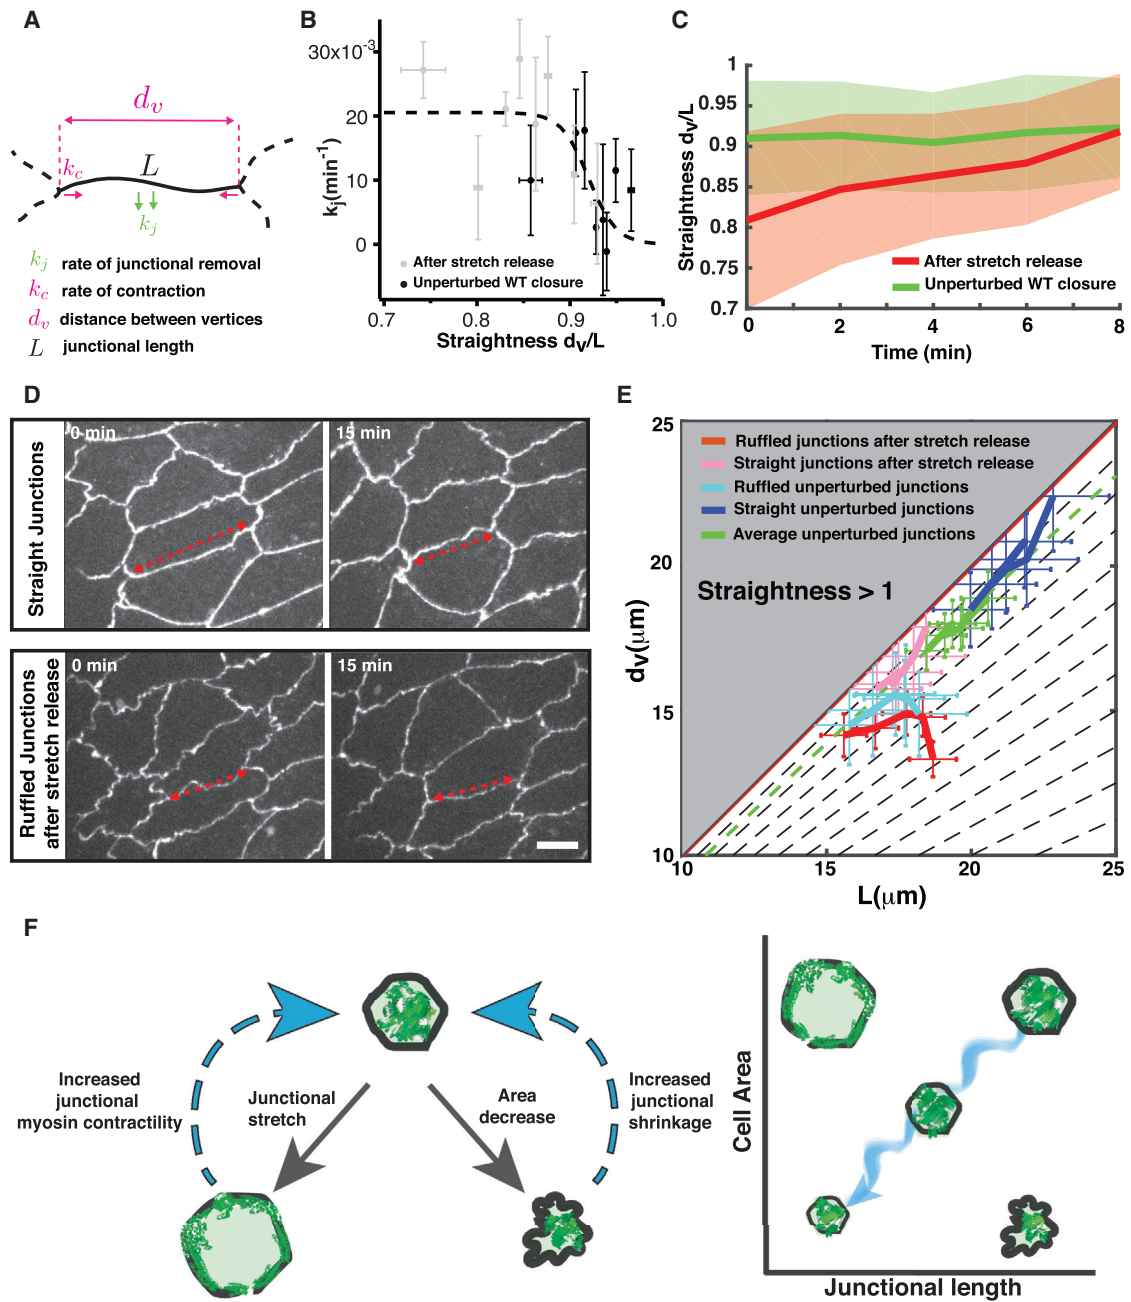 A
d_v
k_c
L
k_j
k_j rate of junctional removal
k_c rate of contraction
d_v distance between vertices
L junctional length
B
30x10⁻³
20
10
0
k_j(min⁻¹)
After stretch release
Unperturbed WT closure
0.7 0.8 0.9 1.0
Straightness d_V/L
C
1
0.95
0.9
0.85
0.8
0.75
0.7
Straightness d_V/L
After stretch release
Unperturbed WT closure
0 2 4 6 8
Time (min)
D
Straight Junctions
0 min
15 min
Ruffled Junctions
after stretch release
0 min
15 min
E
25
20
15
10
d_V(μm)
Ruffled junctions after stretch release
Straight junctions after stretch release
Ruffled unperturbed junctions
Straight unperturbed junctions
Average unperturbed junctions
Straightness > 1
10 15 20 25
L(μm)
F
Increased
junctional
myosin contractility
Junctional
stretch
Area
decrease
Increased
junctional
shrinkage
Cell Area
Junctional length